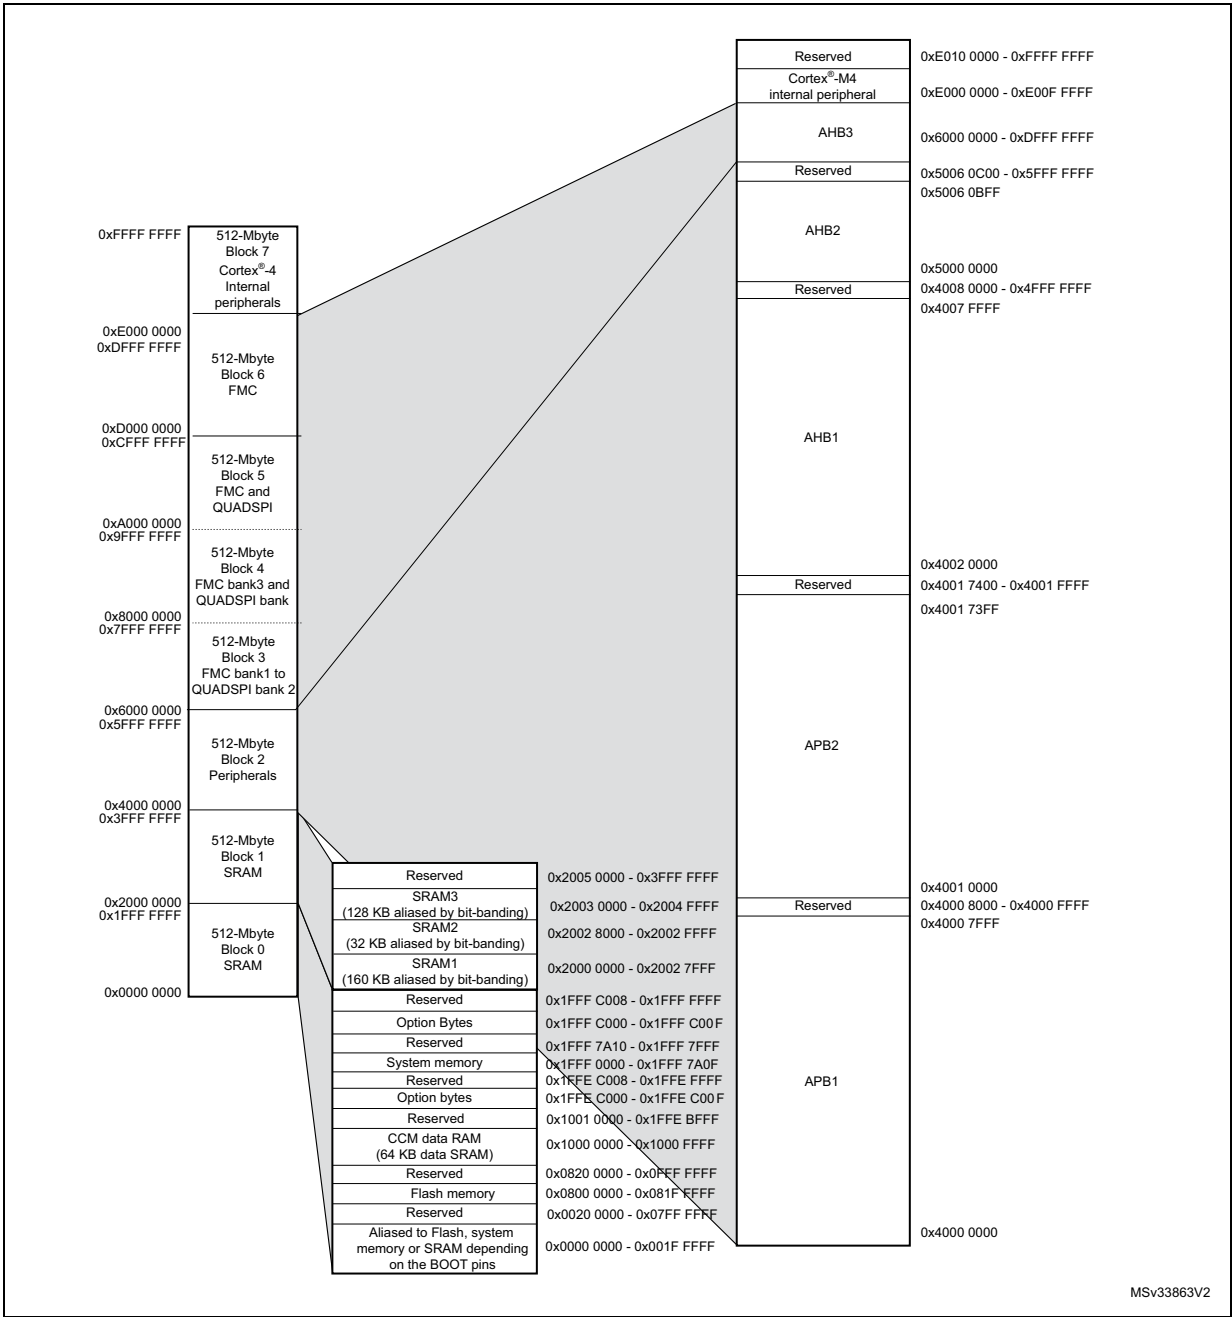 0xFFFF FFFF
512-Mbyte
Block 7
Cortex®-4
Internal
peripherals
0xE000 0000
0xDFFF FFFF
512-Mbyte
Block 6
FMC
0xD000 0000
0xCFFF FFFF
512-Mbyte
Block 5
FMC and
QUADSPI
0xA000 0000
0x9FFF FFFF
512-Mbyte
Block 4
FMC bank3 and
QUADSPI bank
0x8000 0000
0x7FFF FFFF
512-Mbyte
Block 3
FMC bank1 to
QUADSPI bank 2
0x6000 0000
0x5FFF FFFF
512-Mbyte
Block 2
Peripherals
0x4000 0000
0x3FFF FFFF
512-Mbyte
Block 1
SRAM
0x2000 0000
0x1FFF FFFF
512-Mbyte
Block 0
SRAM
0x0000 0000
Reserved 0x2005 0000 - 0x3FFF FFFF
SRAM3
(128 KB aliased by bit-banding) 0x2003 0000 - 0x2004 FFFF
SRAM2
(32 KB aliased by bit-banding) 0x2002 8000 - 0x2002 FFFF
SRAM1
(160 KB aliased by bit-banding) 0x2000 0000 - 0x2002 7FFF
Reserved 0x1FFF C008 - 0x1FFF FFFF
Option Bytes 0x1FFF C000 - 0x1FFF C00F
Reserved 0x1FFF 7A10 - 0x1FFF 7FFF
System memory 0x1FFF 0000 - 0x1FFF 7A0F
Reserved 0x1FFE C008 - 0x1FFE FFFF
Option bytes 0x1FFE C000 - 0x1FFE C00F
Reserved 0x1001 0000 - 0x1FFE BFFF
CCM data RAM
(64 KB data SRAM) 0x1000 0000 - 0x1000 FFFF
Reserved 0x0820 0000 - 0x0FFF FFFF
Flash memory 0x0800 0000 - 0x081F FFFF
Reserved 0x0020 0000 - 0x07FF FFFF
Aliased to Flash, system
memory or SRAM depending
on the BOOT pins
0x0000 0000 - 0x001F FFFF
Reserved 0xE010 0000 - 0xFFFF FFFF
Cortex®-M4
internal peripheral 0xE000 0000 - 0xE00F FFFF
AHB3 0x6000 0000 - 0xDFFF FFFF
Reserved 0x5006 0C00 - 0x5FFF FFFF
0x5006 0BFF
AHB2
0x5000 0000
Reserved 0x4008 0000 - 0x4FFF FFFF
0x4007 FFFF
AHB1
0x4002 0000
Reserved 0x4001 7400 - 0x4001 FFFF
0x4001 73FF
APB2
0x4001 0000
Reserved 0x4000 8000 - 0x4000 FFFF
0x4000 7FFF
APB1
0x4000 0000
MSv33863V2